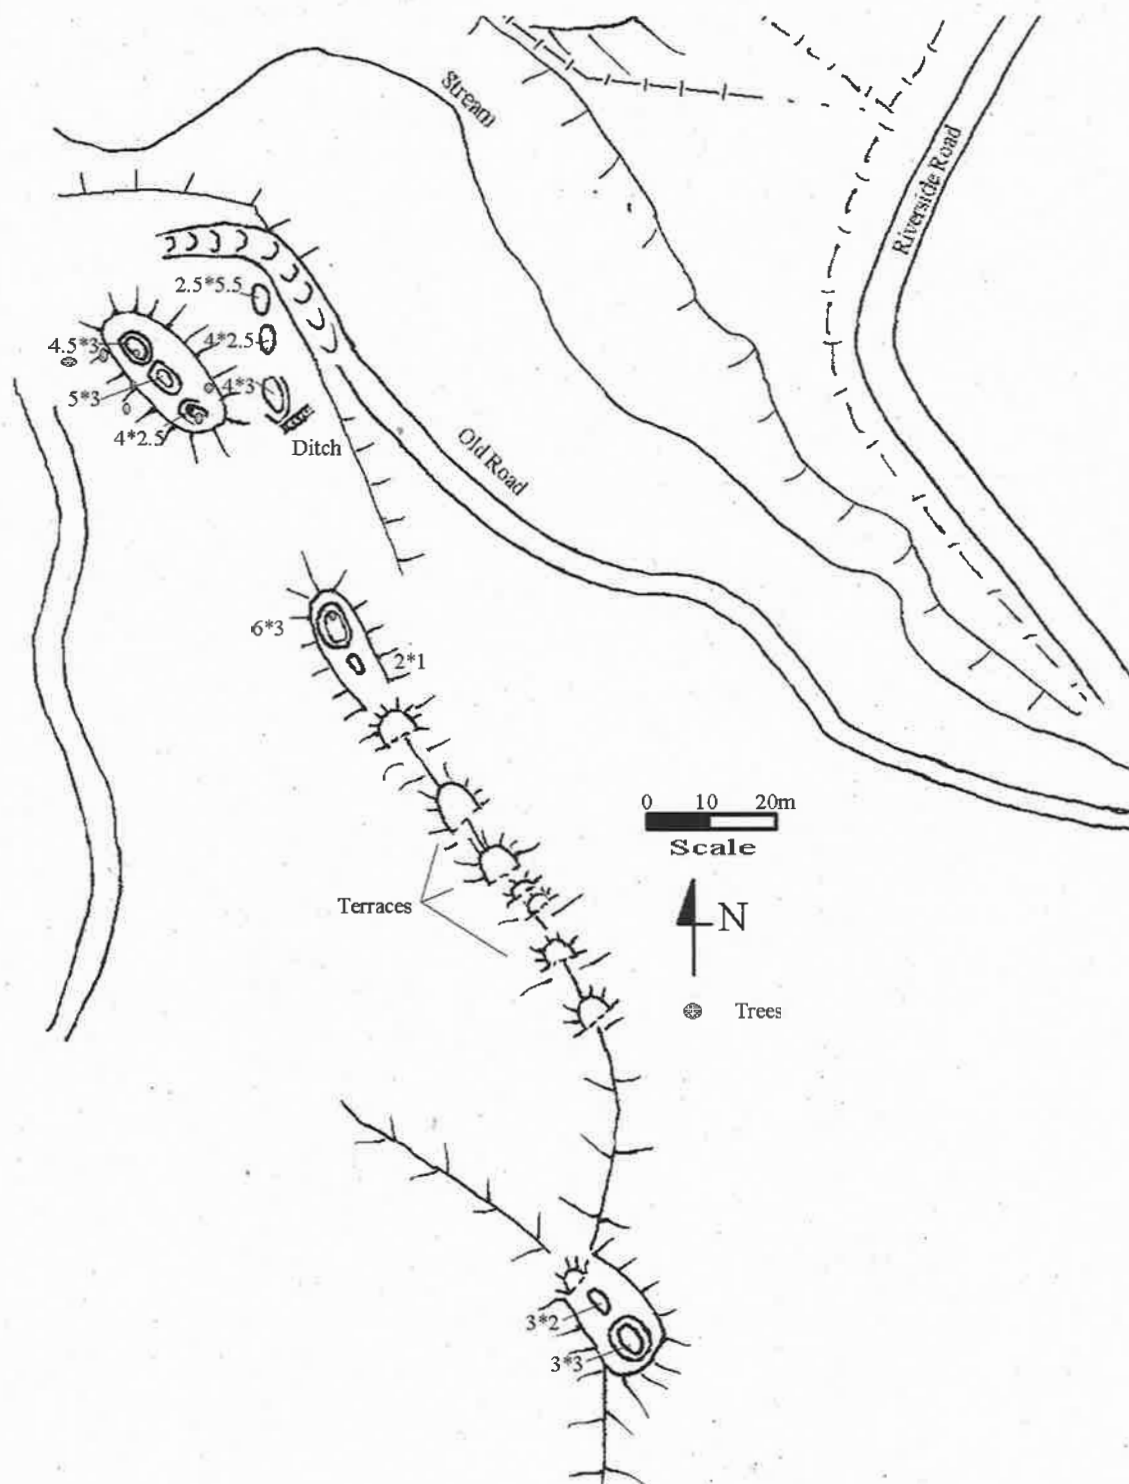 Stream
Riverside Road
2.5*5.5
4.5*3
4*2.5
5*3
4*3
4*2.5
Ditch
Old Road
6*3
2*1
0 10 20m
Scale
Terraces
N
Trees
3*2
3*3